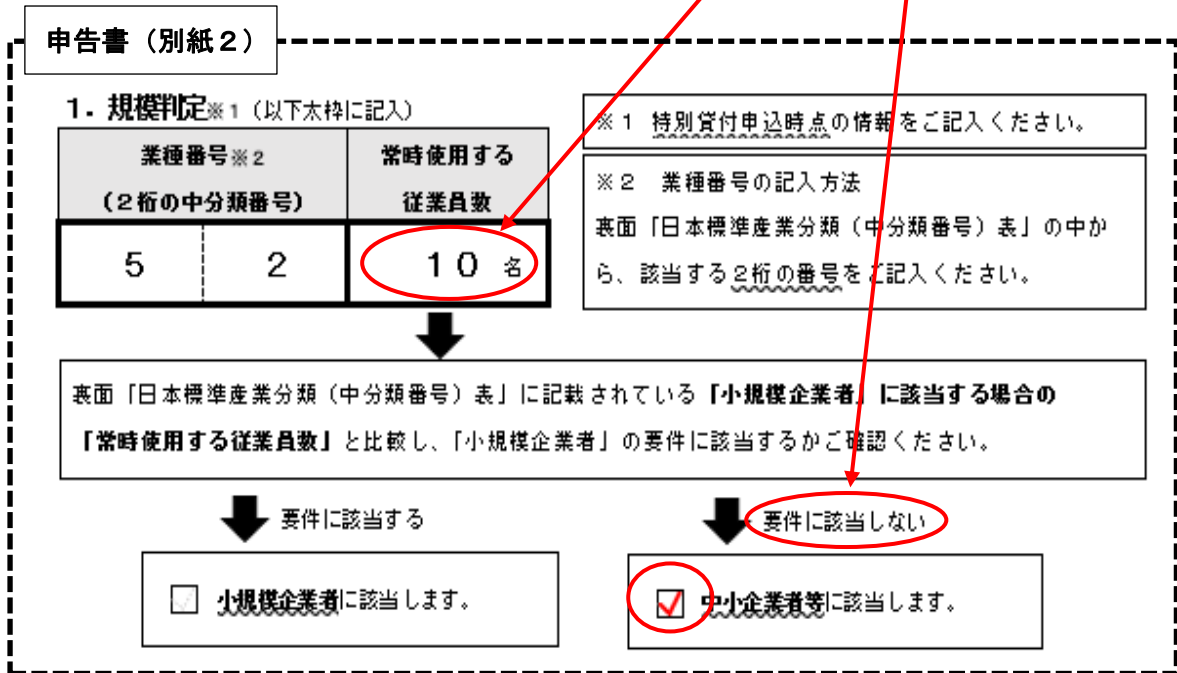 申告書（別紙２）
１．規模判定※１（以下太枠に記入）
業種番号※２
（２桁の中分類番号）
常時使用する
従業員数
５ ２
１０ 名
※１ 特別貸付申込時点の情報をご記入ください。
※２ 業種番号の記入方法
裏面「日本標準産業分類（中分類番号）表」の中か
ら、該当する２桁の番号をご記入ください。
裏面「日本標準産業分類（中分類番号）表」に記載されている「小規模企業者」に該当する場合の
「常時使用する従業員数」と比較し、「小規模企業者」の要件に該当するかご確認ください。
要件に該当する
要件に該当しない
小規模企業者に該当します。
中小企業者等に該当します。